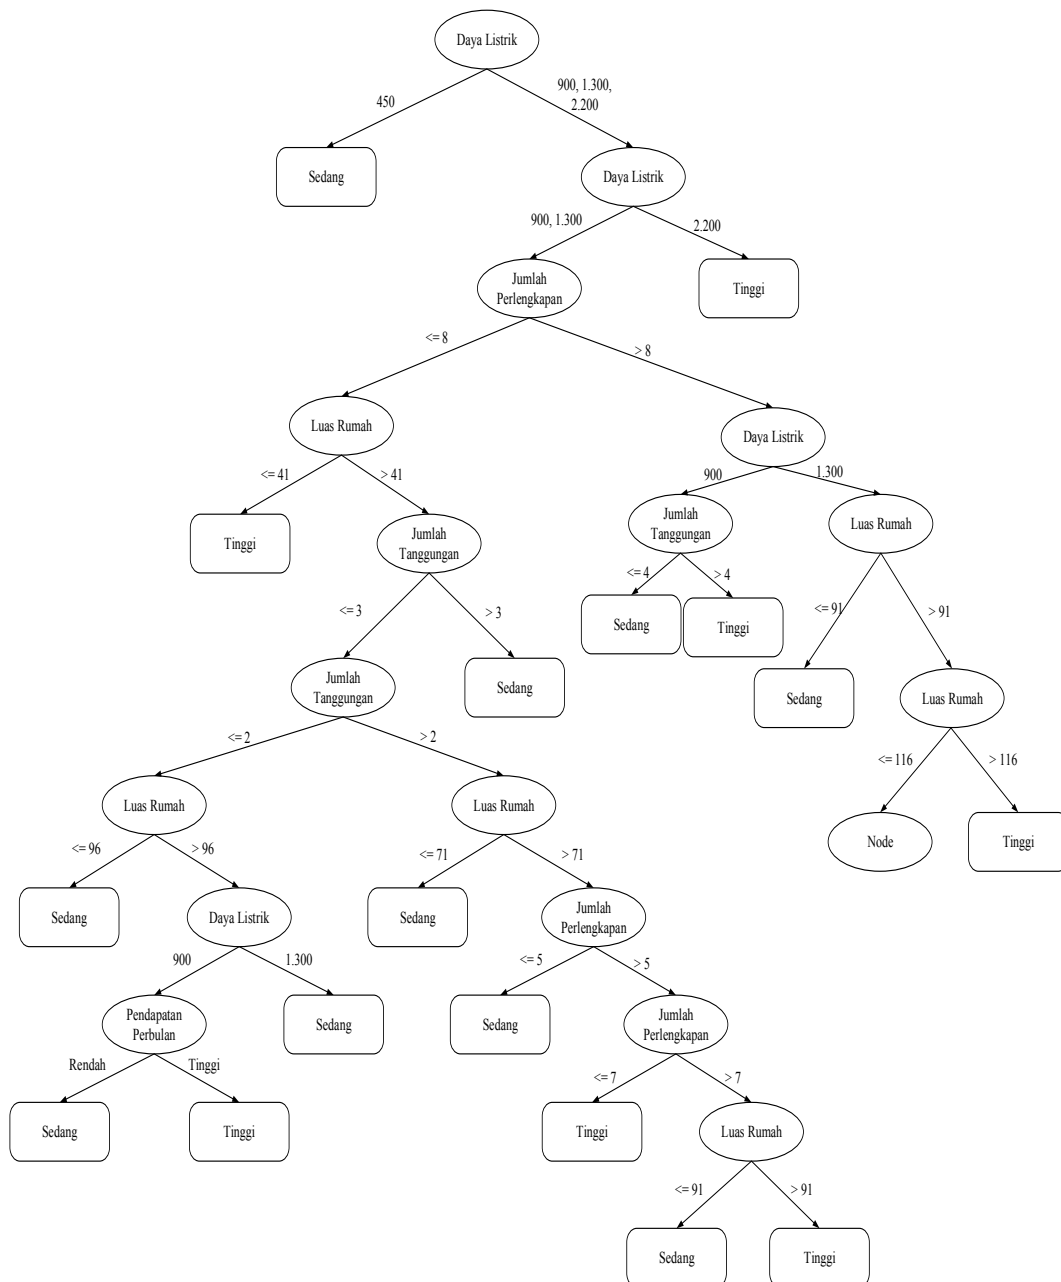 Daya Listrik
450
900, 1.300,
2.200
Sedang
Daya Listrik
900, 1.300
2.200
Jumlah
Perlengkapan
Tinggi
<= 8
> 8
Luas Rumah
Daya Listrik
<= 41
> 41
900
1.300
Tinggi
Jumlah
Tanggungan
Jumlah
Tanggungan
Luas Rumah
<= 3
> 3
<= 4
> 4
<= 91
> 91
Sedang
Tinggi
Jumlah
Tanggungan
Sedang
Sedang
Luas Rumah
<= 2
> 2
<= 116
> 116
Luas Rumah
Luas Rumah
Node
Tinggi
<= 96
> 96
<= 71
> 71
Sedang
Daya Listrik
Sedang
Jumlah
Perlengkapan
900
1.300
<= 5
> 5
Pendapatan
Perbulan
Sedang
Sedang
Jumlah
Perlengkapan
Rendah
Tinggi
<= 7
> 7
Sedang
Tinggi
Tinggi
Luas Rumah
<= 91
> 91
Sedang
Tinggi